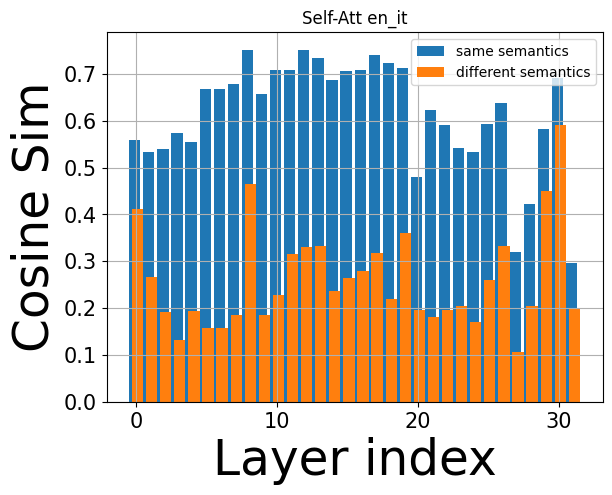 Self-Att en_it
same semantics
different semantics
Cosine Sim
0.7
0.6
0.5
0.4
0.3
0.2
0.1
0.0
0 10 20 30
Layer index